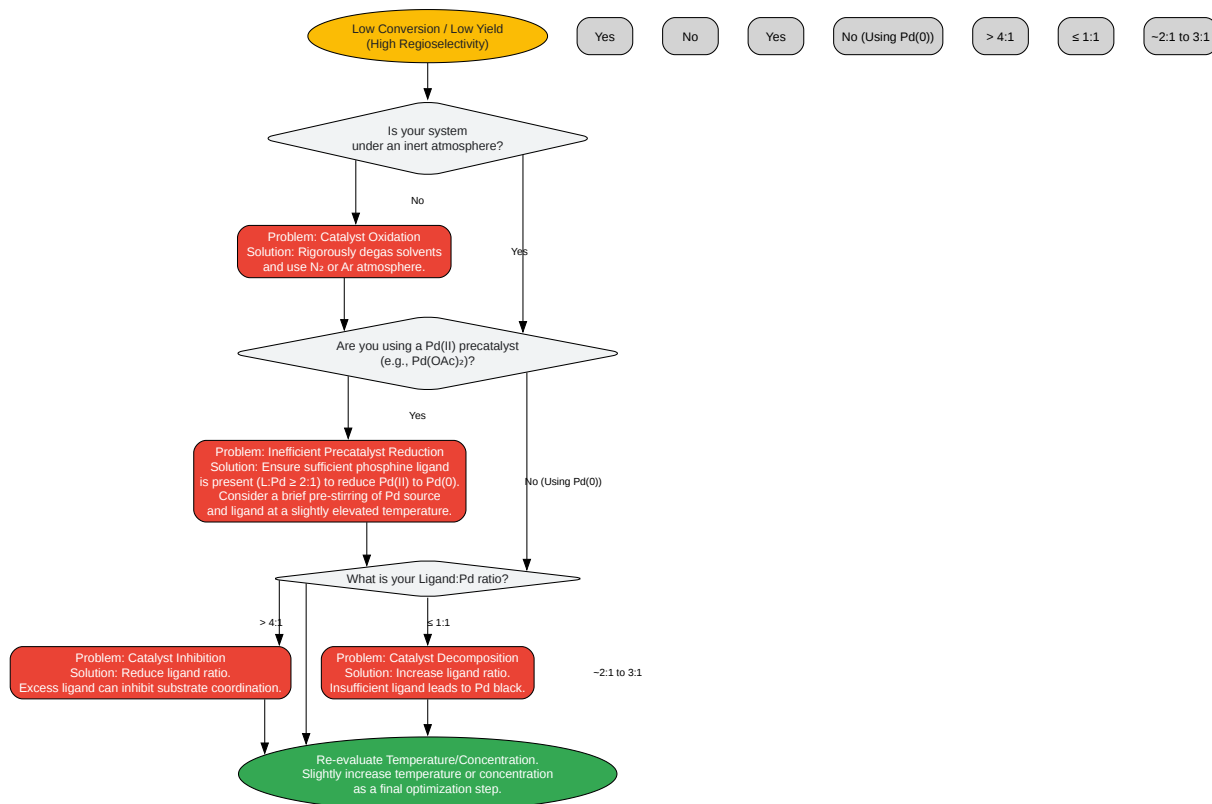 Low Conversion / Low Yield
(High Regioselectivity)
Yes
No
Yes
No (Using Pd(0))
> 4:1
≤ 1:1
~2:1 to 3:1
Is your system
under an inert atmosphere?
No
Problem: Catalyst Oxidation
Solution: Rigorously degas solvents
and use N₂ or Ar atmosphere.
Yes
Are you using a Pd(II) precatalyst
(e.g., Pd(OAc)₂)?
Yes
Problem: Inefficient Precatalyst Reduction
Solution: Ensure sufficient phosphine ligand
is present (L:Pd ≥ 2:1) to reduce Pd(II) to Pd(0).
Consider a brief pre-stirring of Pd source
and ligand at a slightly elevated temperature.
No (Using Pd(0))
What is your Ligand:Pd ratio?
> 4:1
≤ 1:1
Problem: Catalyst Inhibition
Solution: Reduce ligand ratio.
Excess ligand can inhibit substrate coordination.
Problem: Catalyst Decomposition
Solution: Increase ligand ratio.
Insufficient ligand leads to Pd black.
~2:1 to 3:1
Re-evaluate Temperature/Concentration.
Slightly increase temperature or concentration
as a final optimization step.